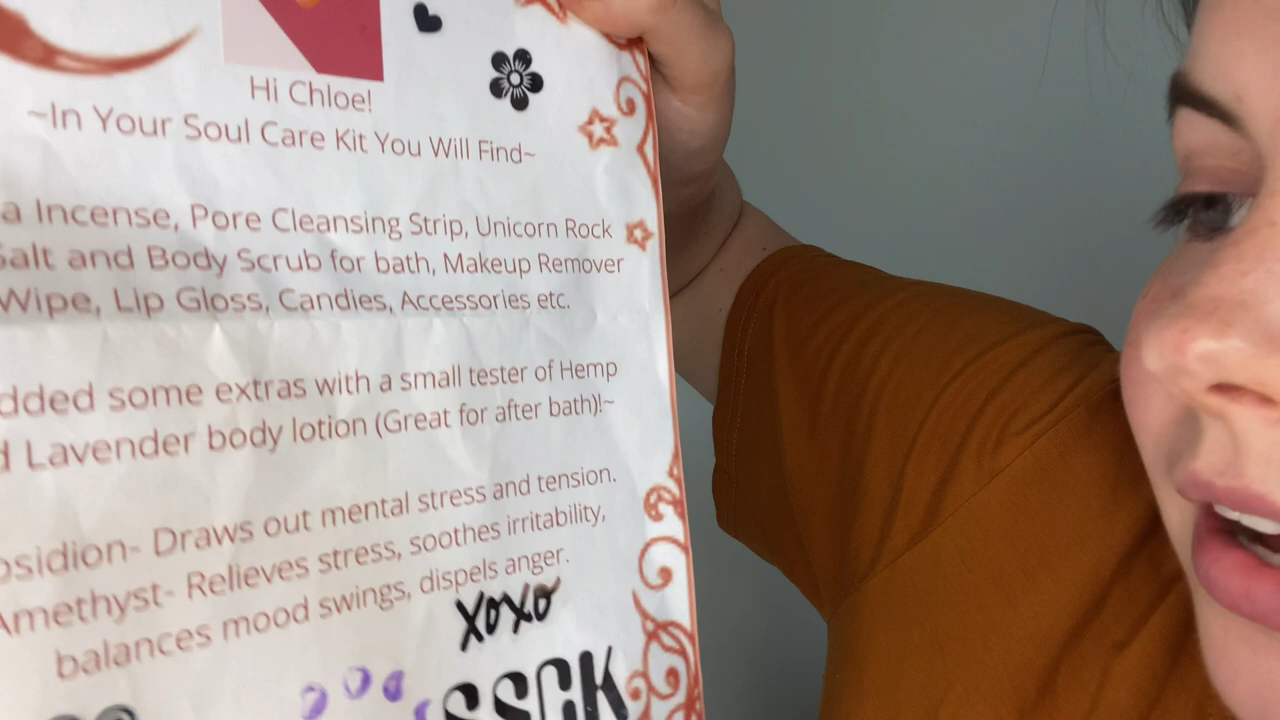 Hi Chloe!
~In Your Soul Care Kit You Will Find~
a Incense, Pore Cleansing Strip, Unicorn Rock
Salt and Body Scrub for bath, Makeup Remover
Wipe, Lip Gloss, Candies, Accessories etc.
dded some extras with a small tester of Hemp
d Lavender body lotion (Great for after bath)!~
osidion- Draws out mental stress and tension.
Amethyst- Relieves stress, soothes irritability,
balances mood swings, dispels anger.
xoxo
SSCK